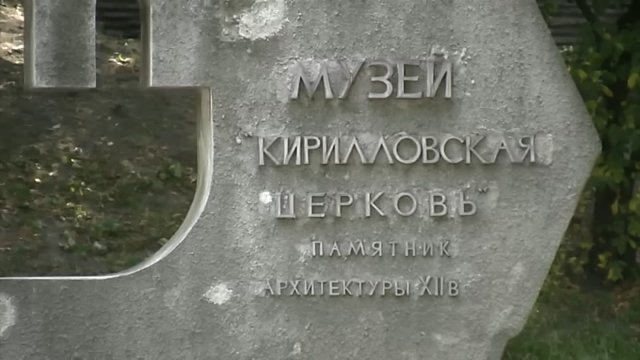 МУЗЕЙ
"КИРИЛЛОВСКАЯ
ЦЕРКОВЬ"
ПАМЯТНИК
АРХИТЕКТУРЫ XII В